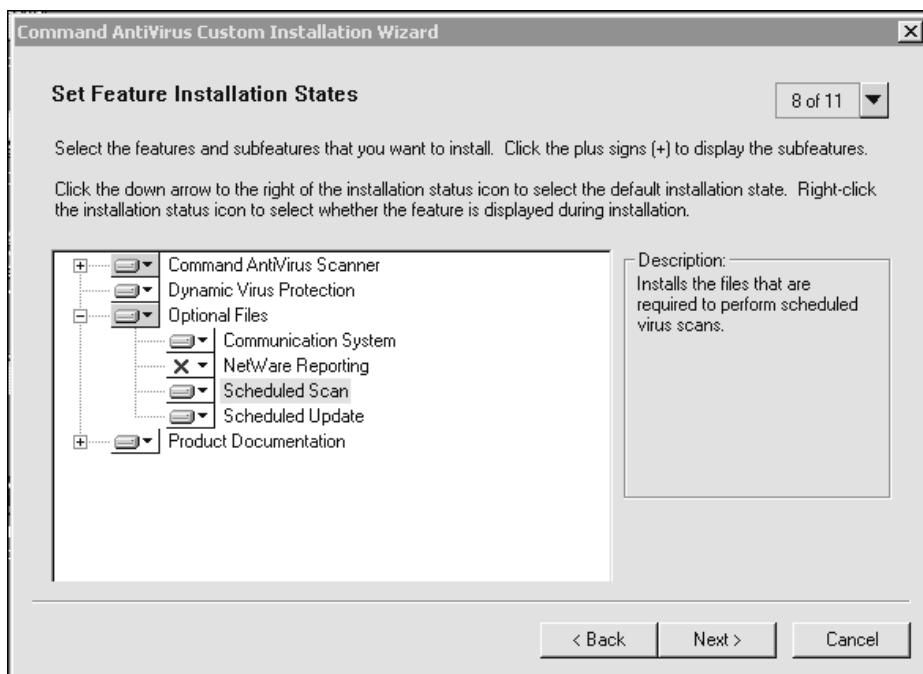 Command AntiVirus Custom Installation Wizard
Set Feature Installation States
8 of 11
Select the features and subfeatures that you want to install. Click the plus signs (+) to display the subfeatures.
Click the down arrow to the right of the installation status icon to select the default installation state. Right-click
the installation status icon to select whether the feature is displayed during installation.
Command AntiVirus Scanner
Dynamic Virus Protection
Optional Files
Communication System
NetWare Reporting
Scheduled Scan
Scheduled Update
Product Documentation
Description:
Installs the files that are
required to perform scheduled
virus scans.
< Back
Next >
Cancel